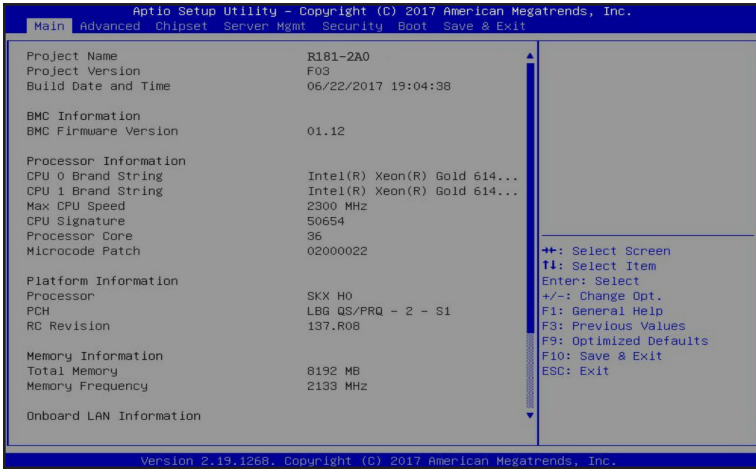 Aptio Setup Utility – Copyright (C) 2017 American Megatrends, Inc.
Main Advanced Chipset Server Mgmt Security Boot Save & Exit
Project Name R181-2A0
Project Version F03
Build Date and Time 06/22/2017 19:04:38
BMC Information
BMC Firmware Version 01.12
Processor Information
CPU 0 Brand String Intel(R) Xeon(R) Gold 614...
CPU 1 Brand String Intel(R) Xeon(R) Gold 614...
Max CPU Speed 2300 MHz
CPU Signature 50654
Processor Core 36
Microcode Patch 02000022
Platform Information
Processor SKX H0
PCH LBG QS/PRQ - 2 - S1
RC Revision 137.R08
Memory Information
Total Memory 8192 MB
Memory Frequency 2133 MHz
Onboard LAN Information
→←: Select Screen
↑↓: Select Item
Enter: Select
+/-: Change Opt.
F1: General Help
F3: Previous Values
F9: Optimized Defaults
F10: Save & Exit
ESC: Exit
Version 2.19.1268. Copyright (C) 2017 American Megatrends, Inc.